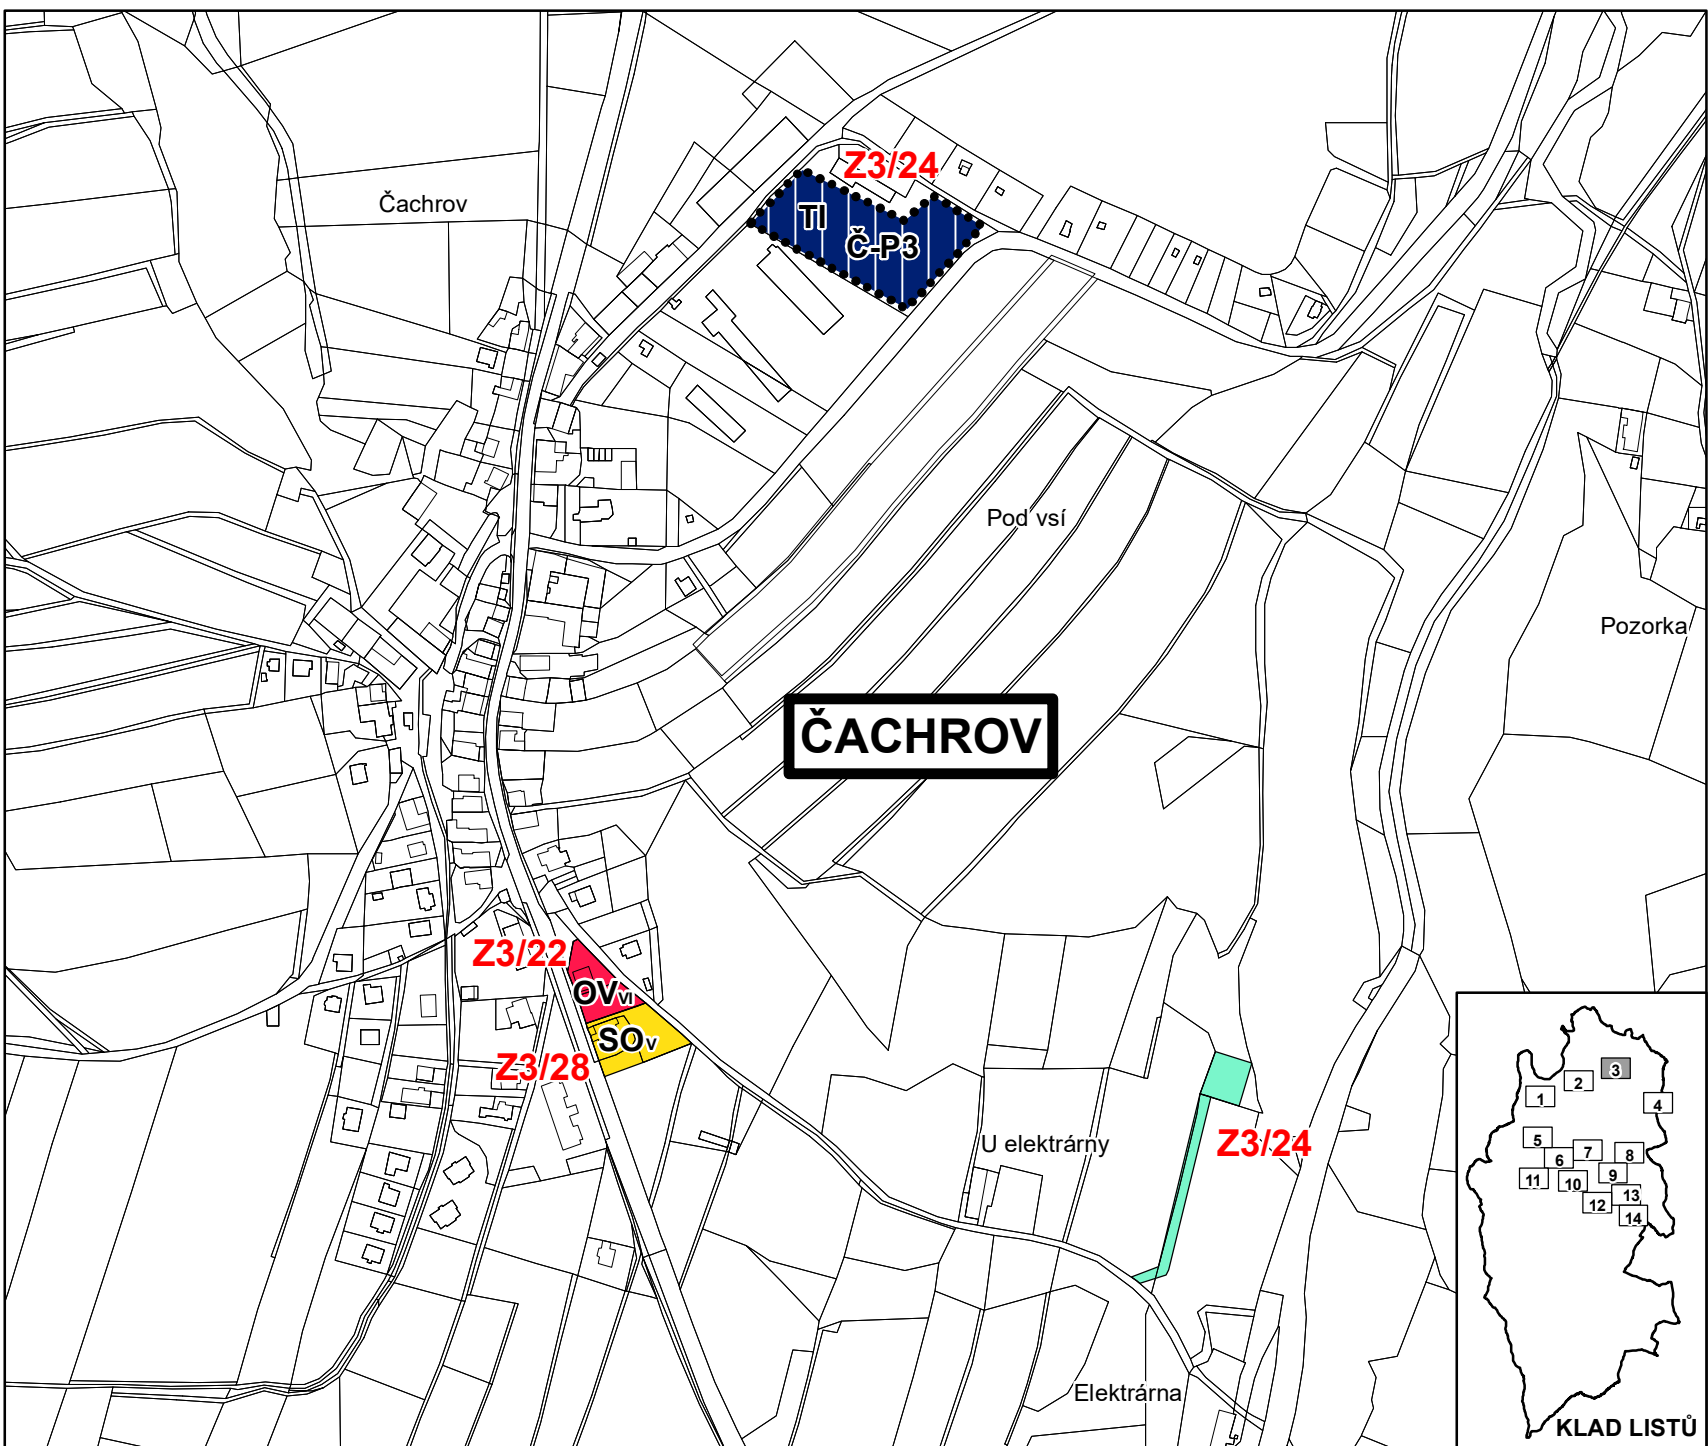 Z3/24
Čachrov
TI
Č-P3
Pod vsí
Pozorka
ČACHROV
Z3/22
OVVI
SOV
Z3/28
U elektrárny
Z3/24
Elektrárna
3
2
1
4
5
7
8
6
9
11
10
13
12
14
KLAD LISTŮ